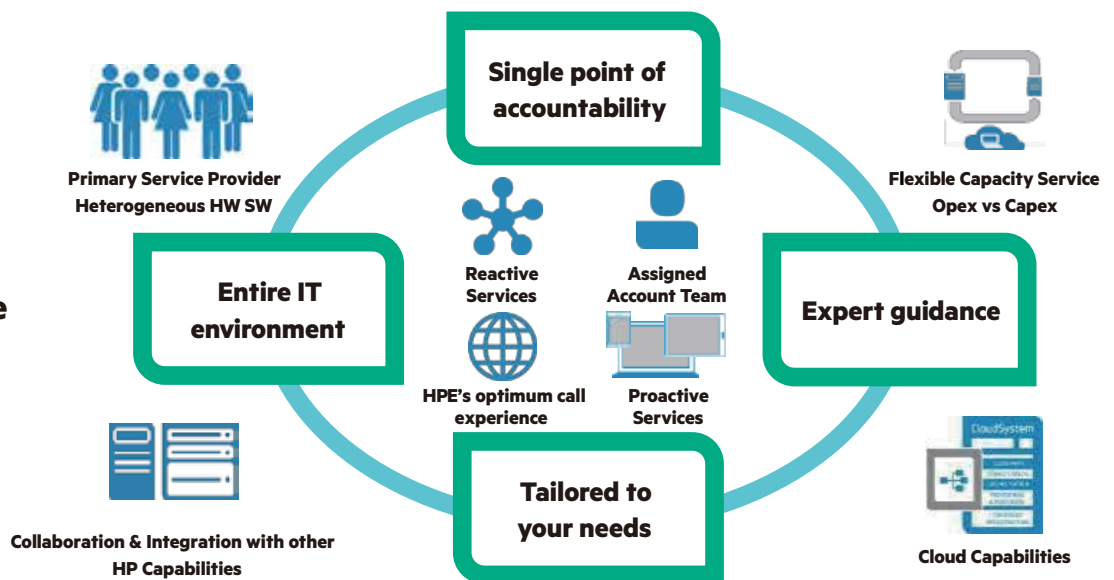 Single point of
accountability
Primary Service Provider
Heterogeneous HW SW
Flexible Capacity Service
Opex vs Capex
Reactive
Services
Assigned
Account Team
e
Entire IT
environment
Expert guidance
HPE's optimum call
experience
Proactive
Services
CloudSystem
Tailored to
your needs
Collaboration & Integration with other
HP Capabilities
Cloud Capabilities